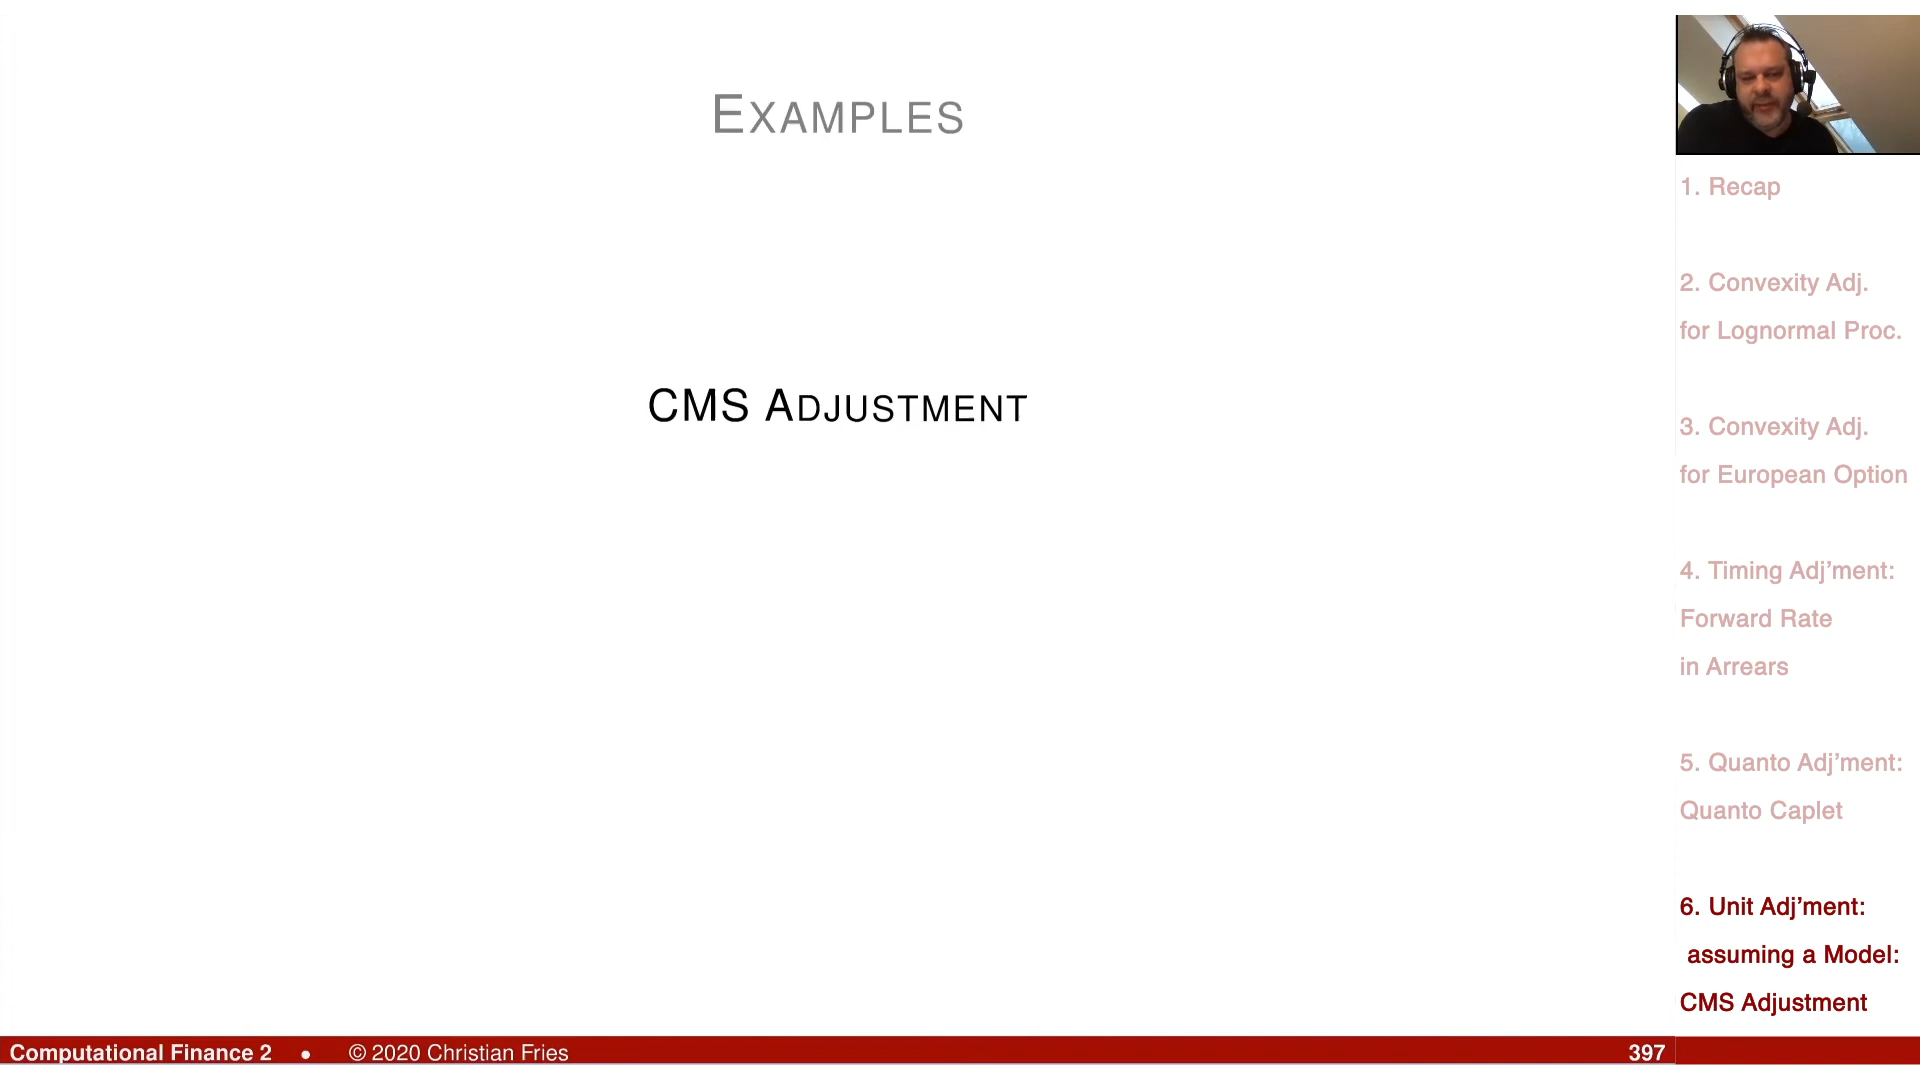 EXAMPLES
CMS ADJUSTMENT
1. Recap
2. Convexity Adj.
for Lognormal Proc.
3. Convexity Adj.
for European Option
4. Timing Adj’ment:
Forward Rate
in Arrears
5. Quanto Adj’ment:
Quanto Caplet
6. Unit Adj’ment:
assuming a Model:
CMS Adjustment
Computational Finance 2 • © 2020 Christian Fries 397